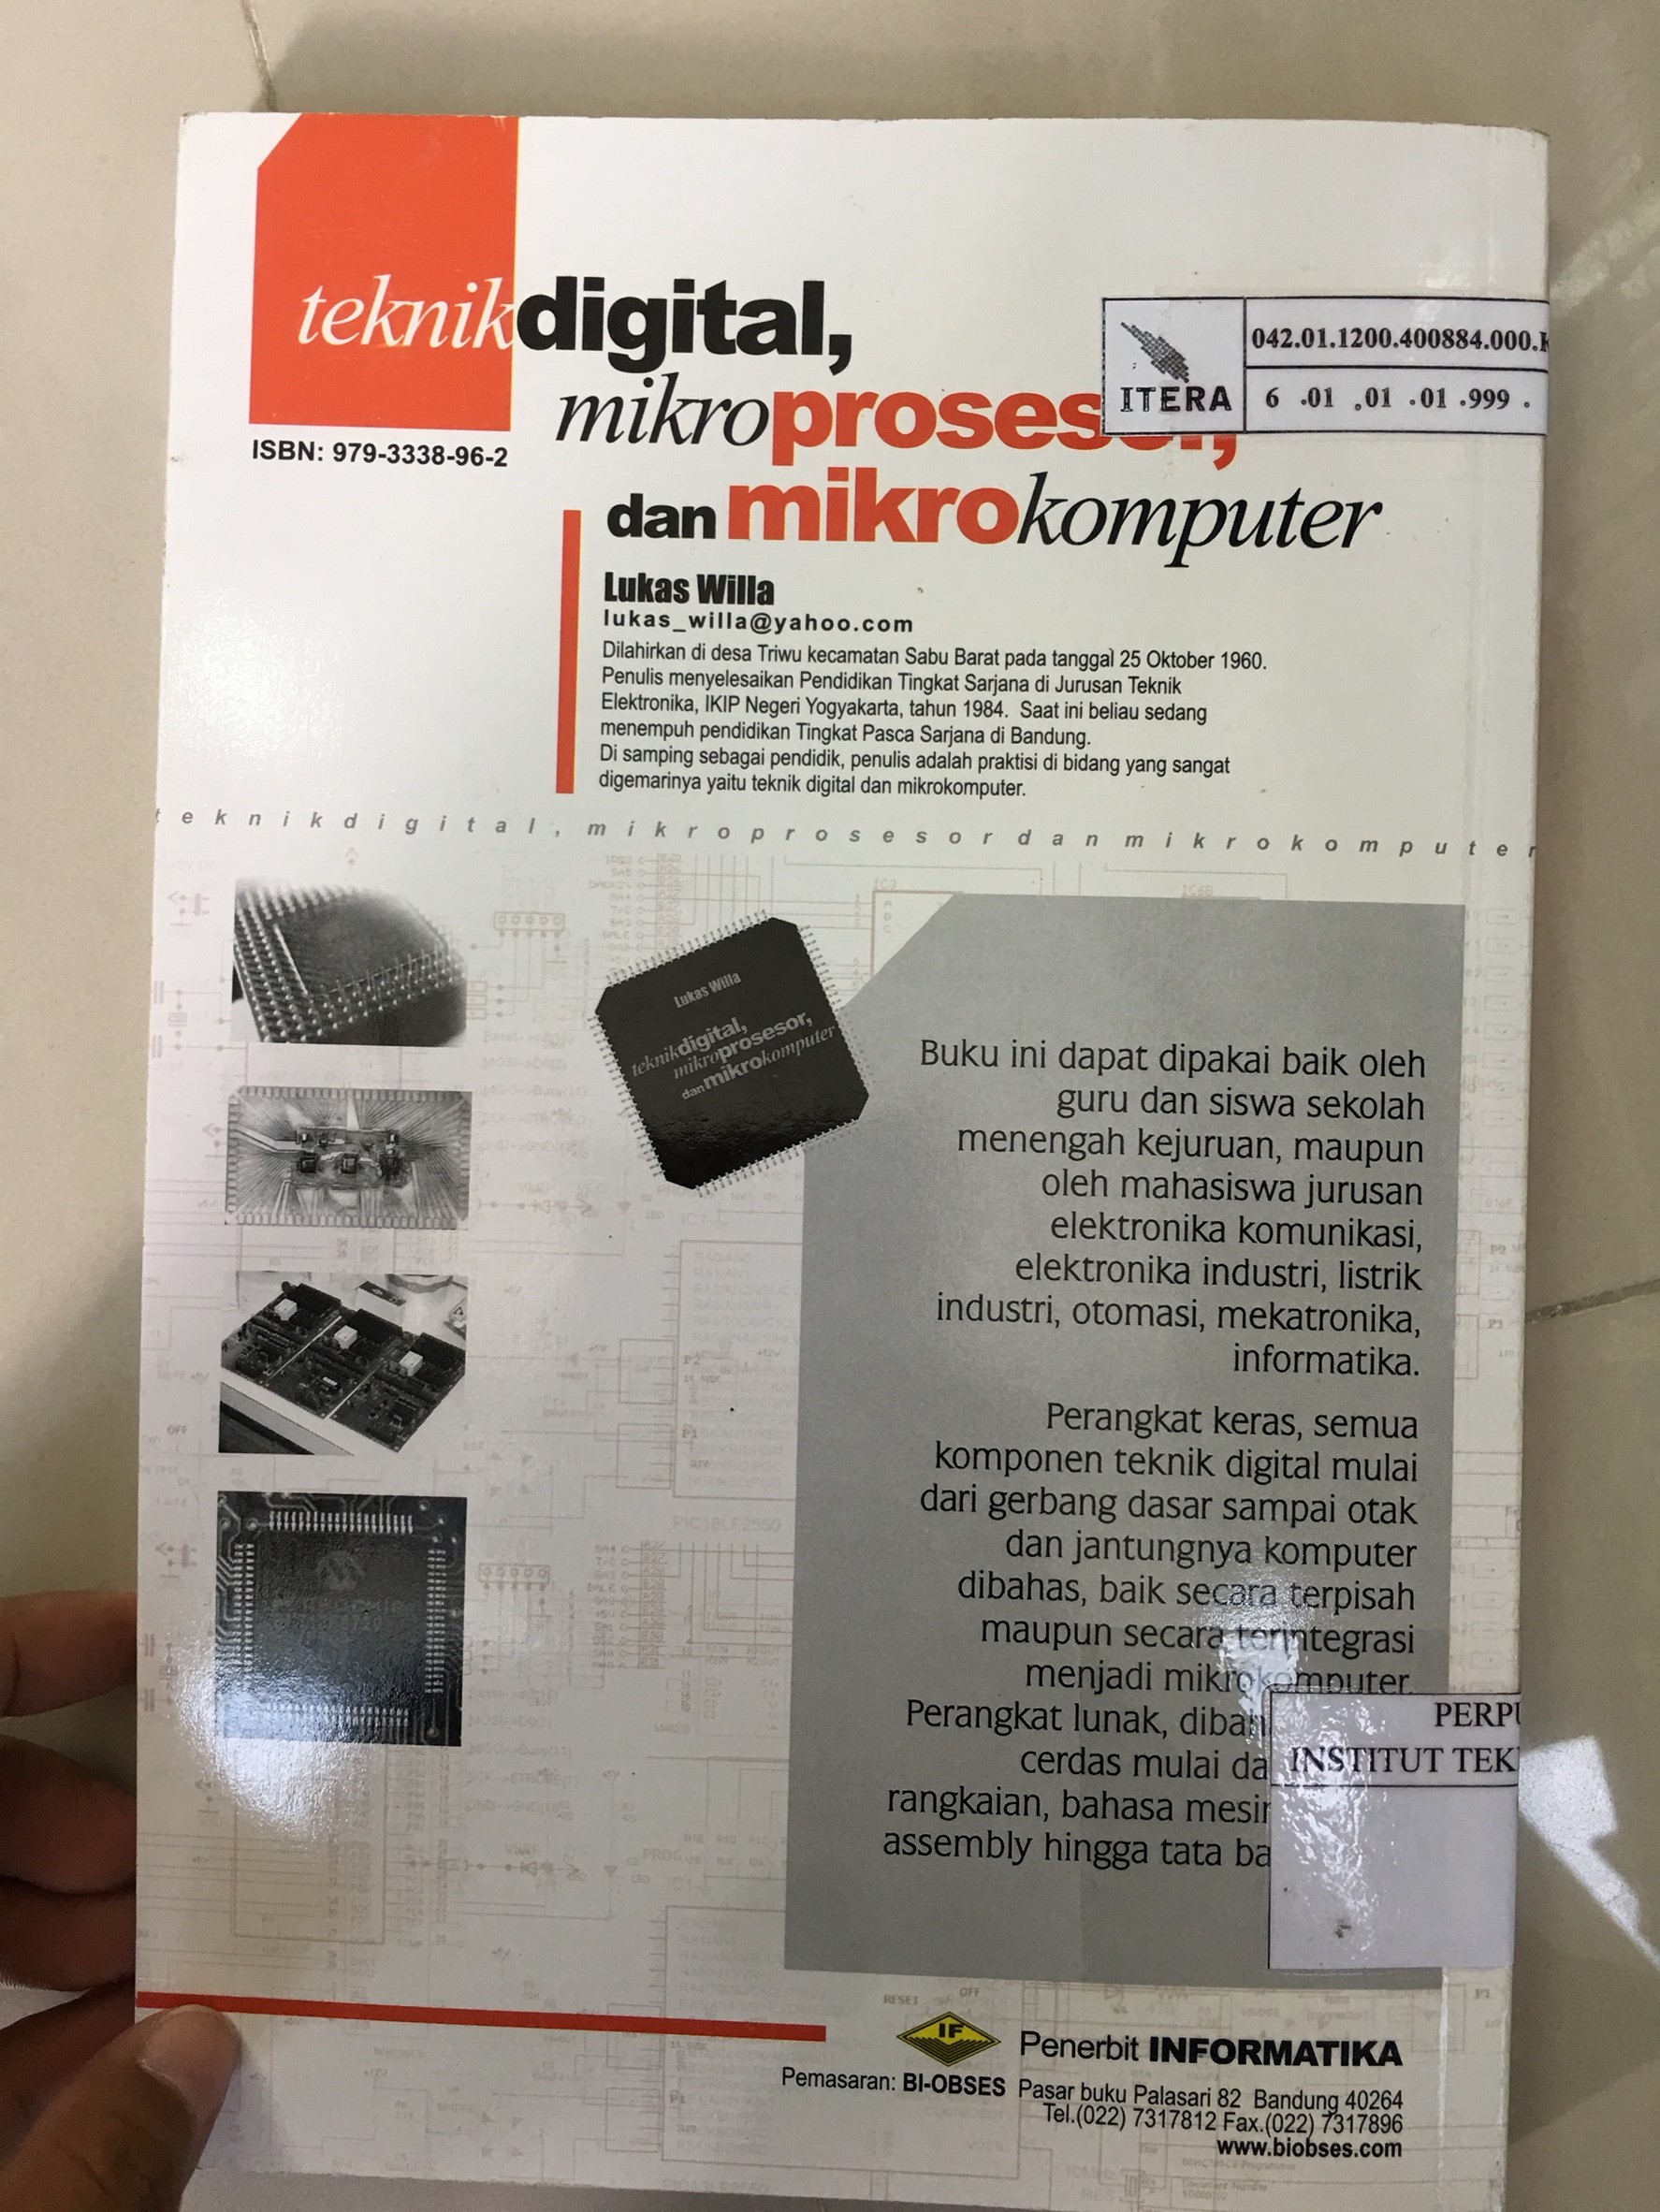 teknikdigital,
mikroproses
dan mikrokomputer
ITERA
042.01.1200.400884.000.
6 .01 .01 .01 .999 .
ISBN: 979-3338-96-2
Lukas Willa
lukas_willa@yahoo.com
Dilahirkan di desa Triwu kecamatan Sabu Barat pada tanggal 25 Oktober 1960.
Penulis menyelesaikan Pendidikan Tingkat Sarjana di Jurusan Teknik
Elektronika, IKIP Negeri Yogyakarta, tahun 1984. Saat ini beliau sedang
menempuh pendidikan Tingkat Pasca Sarjana di Bandung.
Di samping sebagai pendidik, penulis adalah praktisi di bidang yang sangat
digemarinya yaitu teknik digital dan mikrokomputer.
teknikdigital, mikroprosesordanmikrokomputer
Lukas Willa
teknikdigital,
mikroprosesor,
dan mikrokomputer
Buku ini dapat dipakai baik oleh
guru dan siswa sekolah
menengah kejuruan, maupun
oleh mahasiswa jurusan
elektronika komunikasi,
elektronika industri, listrik
industri, otomasi, mekatronika,
informatika.
Perangkat keras, semua
komponen teknik digital mulai
dari gerbang dasar sampai otak
dan jantungnya komputer
dibahas, baik secara terpisah
maupun secara terintegrasi
menjadi mikrokomputer.
Perangkat lunak, diba
cerdas mulai da
rangkaian, bahasa mesin
assembly hingga tata ba
PERPU
INSTITUT TEK
IF
Penerbit INFORMATIKA
Pemasaran: BI-OBSES Pasar buku Palasari 82 Bandung 40264
Tel.(022) 7317812 Fax.(022) 7317896
www.biobses.com